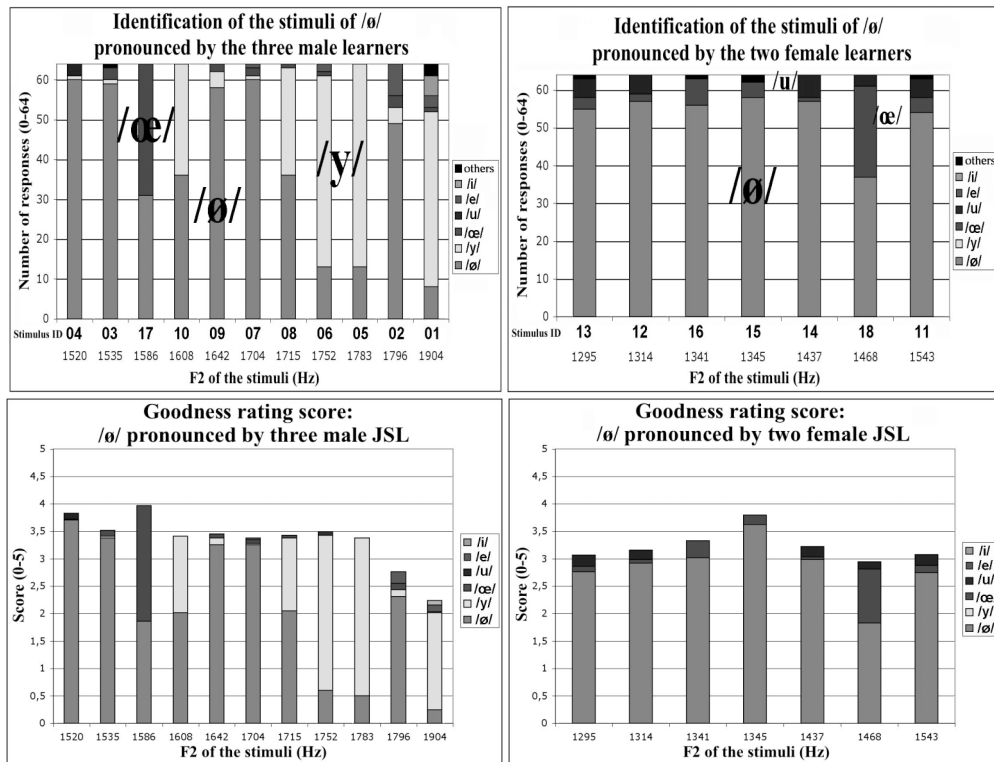 Identification of the stimuli of /ø/
pronounced by the three male learners
Number of responses (0-64)
60
50
40
30
20
10
0
/œ/
/ø/
/y/
others
/i/
/e/
/u/
/œ/
/y/
/ø/
Stimulus ID 04 03 17 10 09 07 08 06 05 02 01
1520 1535 1586 1608 1642 1704 1715 1752 1783 1796 1904
F2 of the stimuli (Hz)
Identification of the stimuli of /ø/
pronounced by the two female learners
Number of responses (0-64)
60
50
40
30
20
10
0
/u/
/œ/
/ø/
others
/i/
/e/
/u/
/œ/
/y/
/ø/
Stimulus ID 13 12 16 15 14 18 11
1295 1314 1341 1345 1437 1468 1543
F2 of the stimuli (Hz)
Goodness rating score:
/ø/ pronounced by three male JSL
Score (0-5)
5
4,5
4
3,5
3
2,5
2
1,5
1
0,5
0
/i/
/e/
/u/
/œ/
/y/
/ø/
1520 1535 1586 1608 1642 1704 1715 1752 1783 1796 1904
F2 of the stimuli (Hz)
Goodness rating score:
/ø/ pronounced by two female JSL
Score (0-5)
5
4,5
4
3,5
3
2,5
2
1,5
1
0,5
0
/i/
/e/
/u/
/œ/
/y/
/ø/
1295 1314 1341 1345 1437 1468 1543
F2 of the stimuli (Hz)